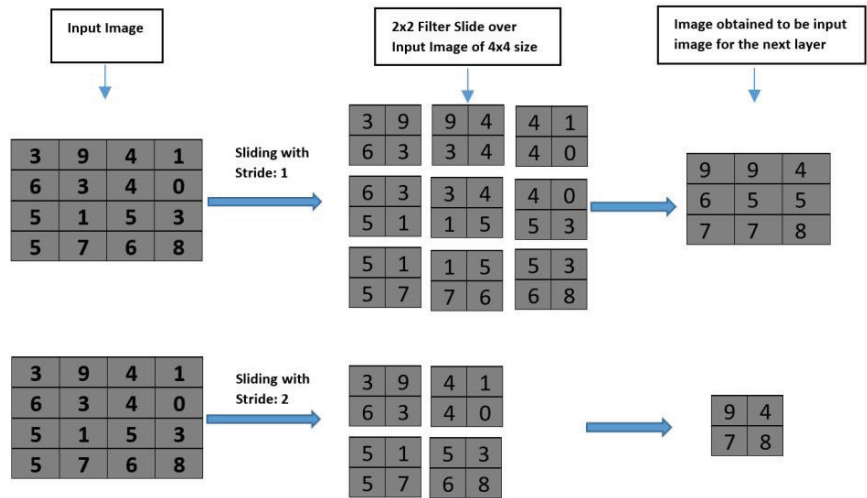 Input Image
2x2 Filter Slide over
Input Image of 4x4 size
Image obtained to be input
image for the next layer
3 9 4 1
6 3 4 0
5 1 5 3
5 7 6 8
Sliding with
Stride: 1
3 9 9 4 4 1
6 3 3 4 4 0
6 3 3 4 4 0
5 1 1 5 5 3
5 1 1 5 5 3
5 7 7 6 6 8
9 9 4
6 5 5
7 7 8
3 9 4 1
6 3 4 0
5 1 5 3
5 7 6 8
Sliding with
Stride: 2
3 9 4 1
6 3 4 0
5 1 5 3
5 7 6 8
9 4
7 8